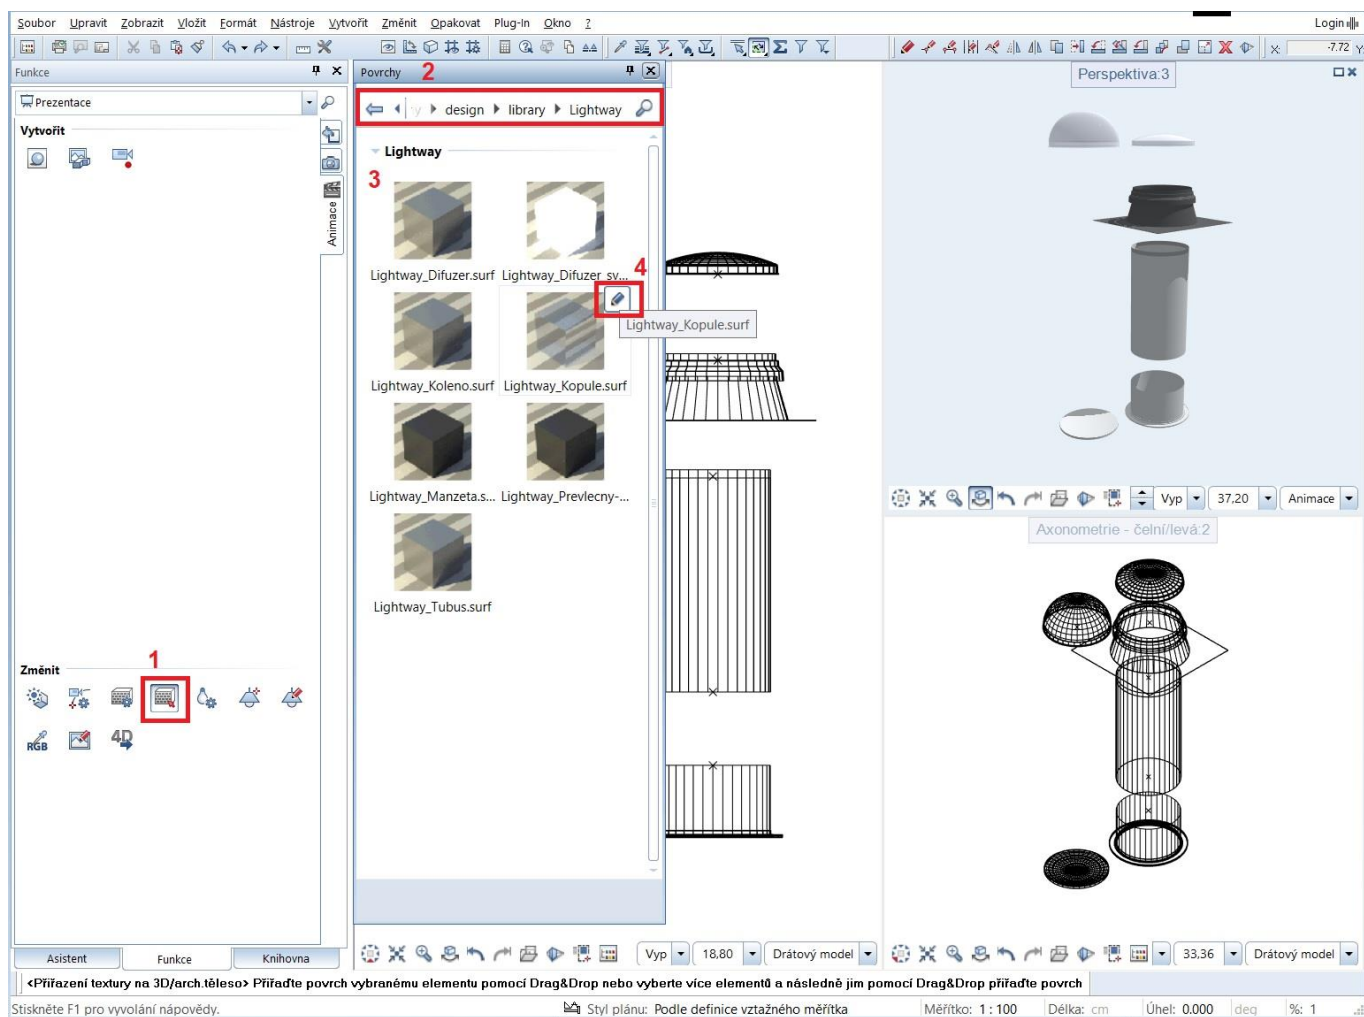 Soubor Upravit Zobrazit Vložit Formát Nástroje Vytvořit Změnit Opakovat Plug-In Okno ? Login
X: -7.72 Y:
Funkce
Prezentace
Vytvořit
Animace
Změnit
1
RGB
4D
Asistent Funkce Knihovna
Povrchy 2
design library Lightway
Lightway
3
Lightway_Difuzer.surf Lightway_Difuzer_sv...
4
Lightway_Kopule.surf
Lightway_Koleno.surf Lightway_Kopule.surf
Lightway_Manzeta.s... Lightway_Prevlecny-...
Lightway_Tubus.surf
Vyp 18,80 Drátový model
Perspektiva:3
Vyp 37,20 Animace
Axonometrie - čelní/levá:2
33,36 Drátový model
<Přiřazení textury na 3D/arch.těleso> Přiřaďte povrch vybranému elementu pomocí Drag&Drop nebo vyberte více elementů a následně jim pomocí Drag&Drop přiřaďte povrch
Stiskněte F1 pro vyvolání nápovědy. Styl plánu: Podle definice vztažného měřítka Měřítko: 1 : 100 Délka: cm Úhel: 0.000 deg %: 1